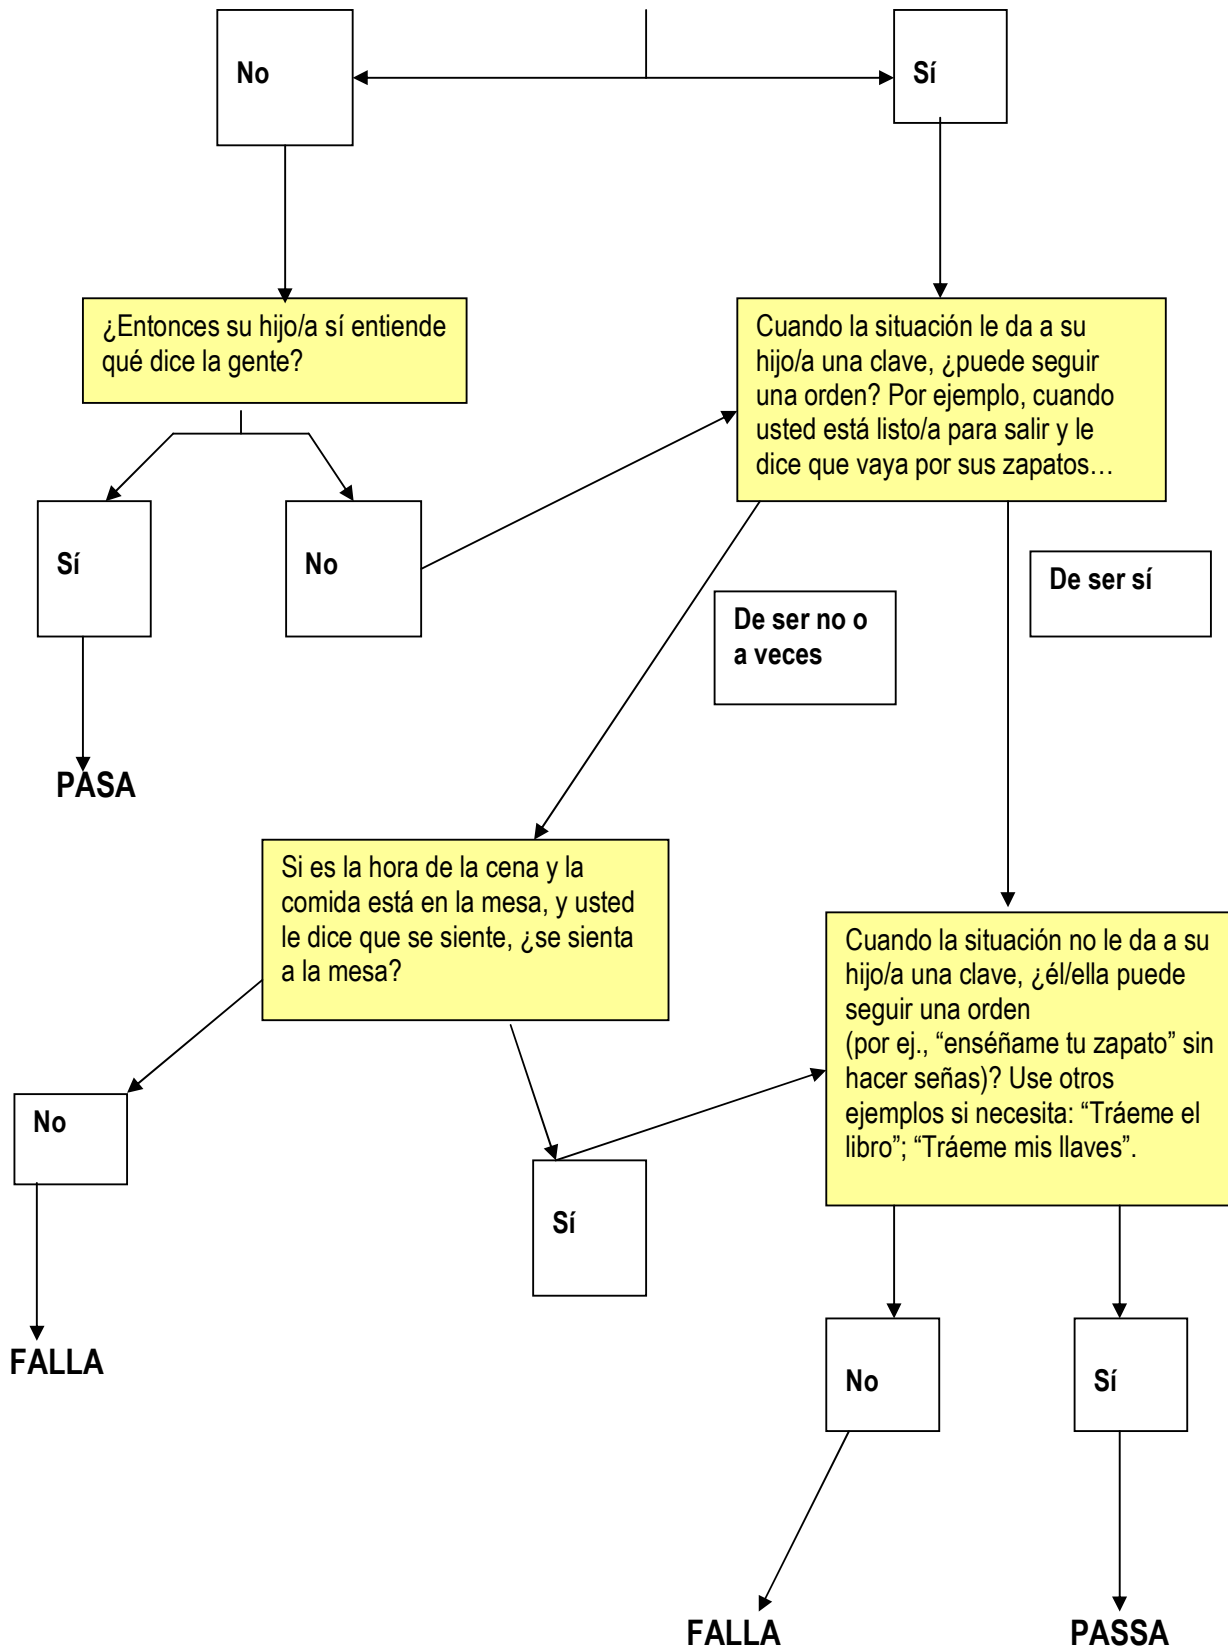 No
Sí
¿Entonces su hijo/a sí entiende
qué dice la gente?
Cuando la situación le da a su
hijo/a una clave, ¿puede seguir
una orden? Por ejemplo, cuando
usted está listo/a para salir y le
dice que vaya por sus zapatos…
Sí
No
De ser no o
a veces
De ser sí
PASA
Si es la hora de la cena y la
comida está en la mesa, y usted
le dice que se siente, ¿se sienta
a la mesa?
Cuando la situación no le da a su
hijo/a una clave, ¿él/ella puede
seguir una orden
(por ej., “enséñame tu zapato” sin
hacer señas)? Use otros
ejemplos si necesita: “Tráeme el
libro”; “Tráeme mis llaves”.
No
Sí
FALLA
No
Sí
FALLA
PASSA